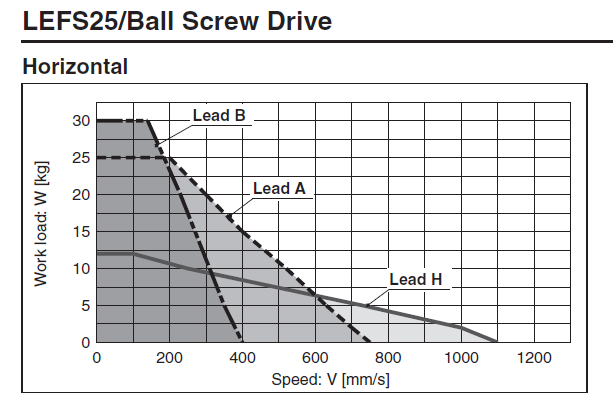 LEFS25/Ball Screw Drive
Horizontal
Work load: W [kg]
30
25
20
15
10
5
0
Lead B
Lead A
Lead H
0 200 400 600 800 1000 1200
Speed: V [mm/s]